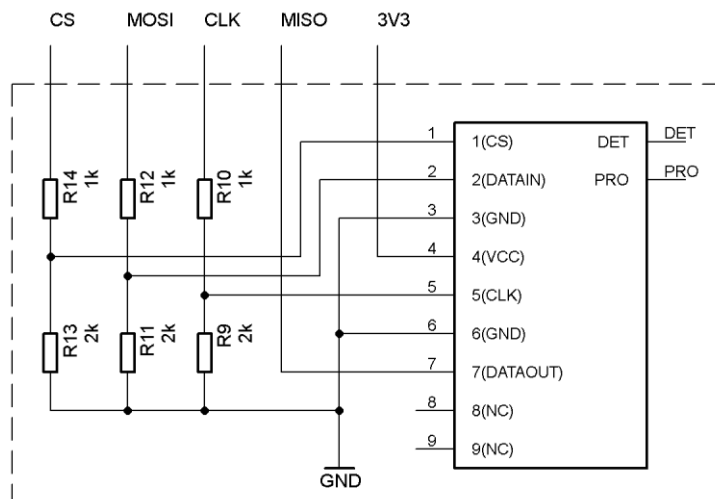 CS MOSI CLK MISO 3V3
1 1(CS) DET DET
2 2(DATAIN) PRO PRO
R14 1k R12 1k R10 1k
3 3(GND)
4 4(VCC)
5 5(CLK)
6 6(GND)
R13 2k R11 2k R9 2k
7 7(DATAOUT)
8 8(NC)
9 9(NC)
GND